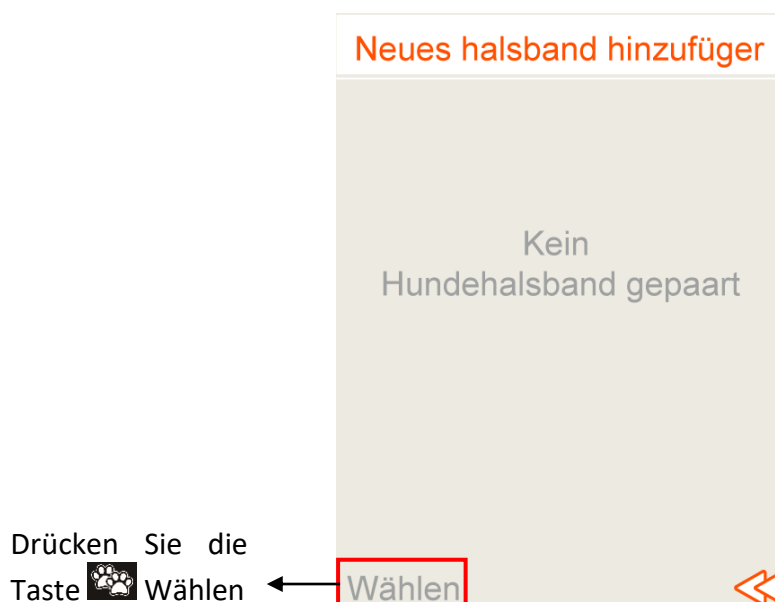 Neues halsband hinzufüger
Kein
Hundehalsband gepaart
Drücken Sie die
Taste Wählen
Wählen